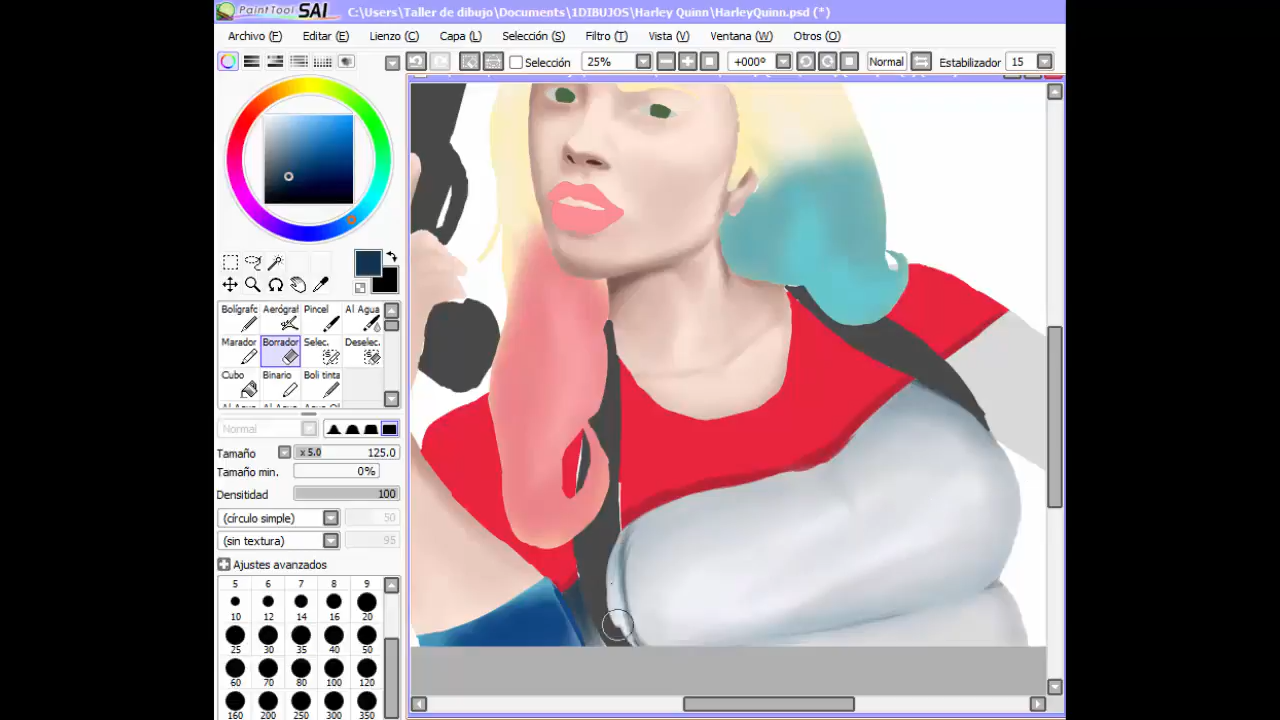 PaintTool SAI C:\Users\Taller de dibujo\Documents\1DIBUJOS\Harley Quinn\HarleyQuinn.psd (*)
Archivo (F) Editar (E) Lienzo (C) Capa (L) Selección (S) Filtro (T) Vista (V) Ventana (W) Otros (O)
Selección 25% +000º Normal Estabilizador 15
Bolígrafc Aerógraf Pincel Al Agua
Marador Borrador Selec. Deselec.
Cubo Binario Boli tinta
Normal
Tamaño x 5.0 125.0
Tamaño min. 0%
Densitidad 100
(círculo simple) 50
(sin textura) 95
Ajustes avanzados
5 6 7 8 9
10 12 14 16 20
25 30 35 40 50
60 70 80 100 120
160 200 250 300 350